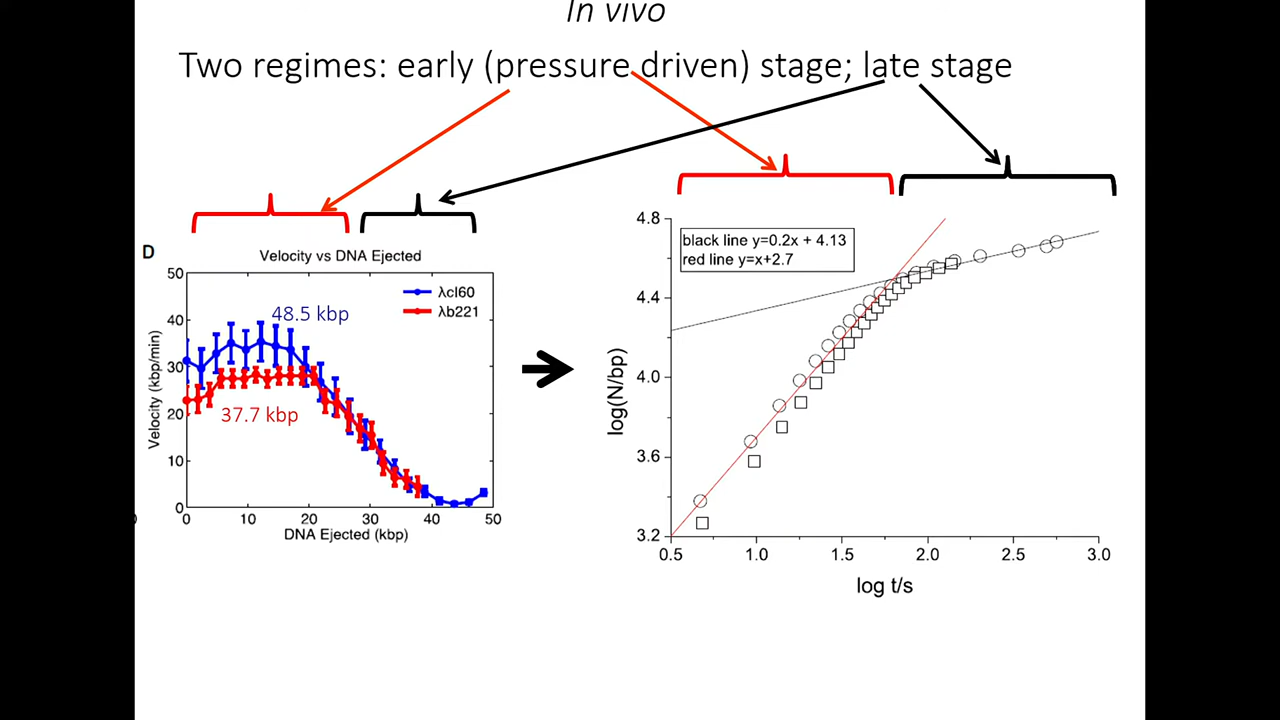 In vivo
Two regimes: early (pressure driven) stage; late stage
D
Velocity vs DNA Ejected
50
40
30
20
10
0
Velocity (kbp/min)
λcI60
λb221
48.5 kbp
37.7 kbp
0 10 20 30 40 50
DNA Ejected (kbp)
4.8
4.4
4.0
3.6
3.2
log(N/bp)
black line y=0.2x + 4.13
red line y=x+2.7
0.5 1.0 1.5 2.0 2.5 3.0
log t/s